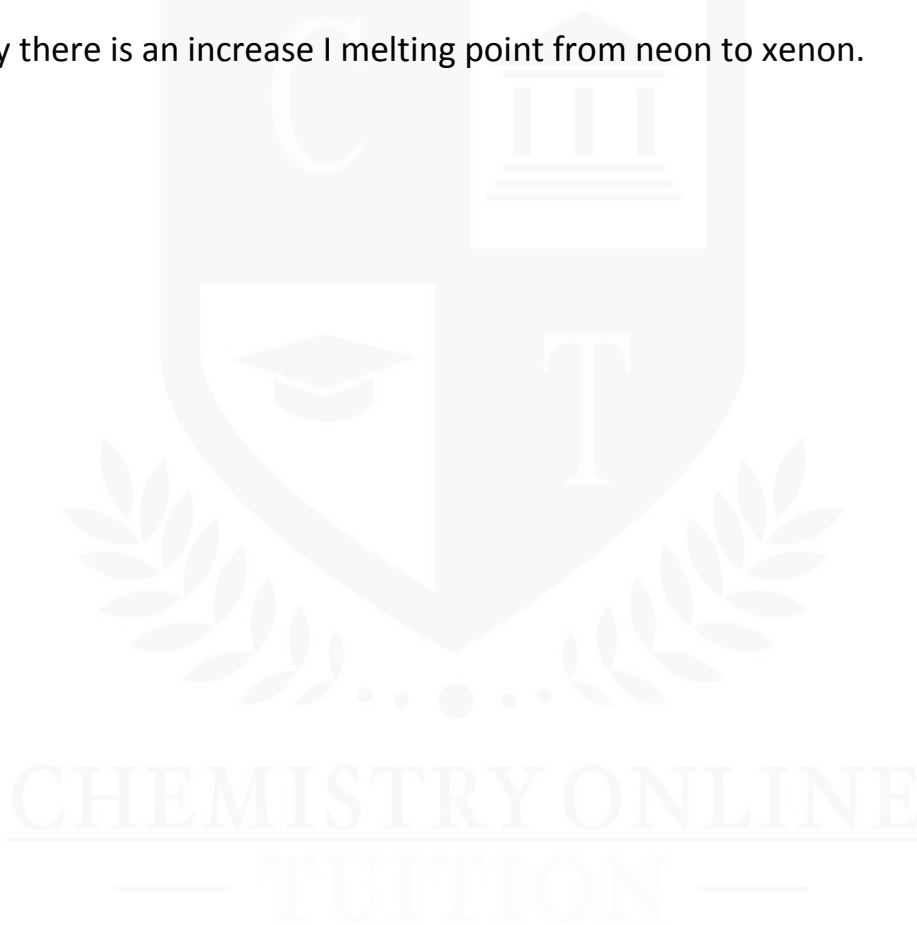 y there is an increase I melting point from neon to xenon.
C
T
CHEMISTRY ONLINE
— TUITION —